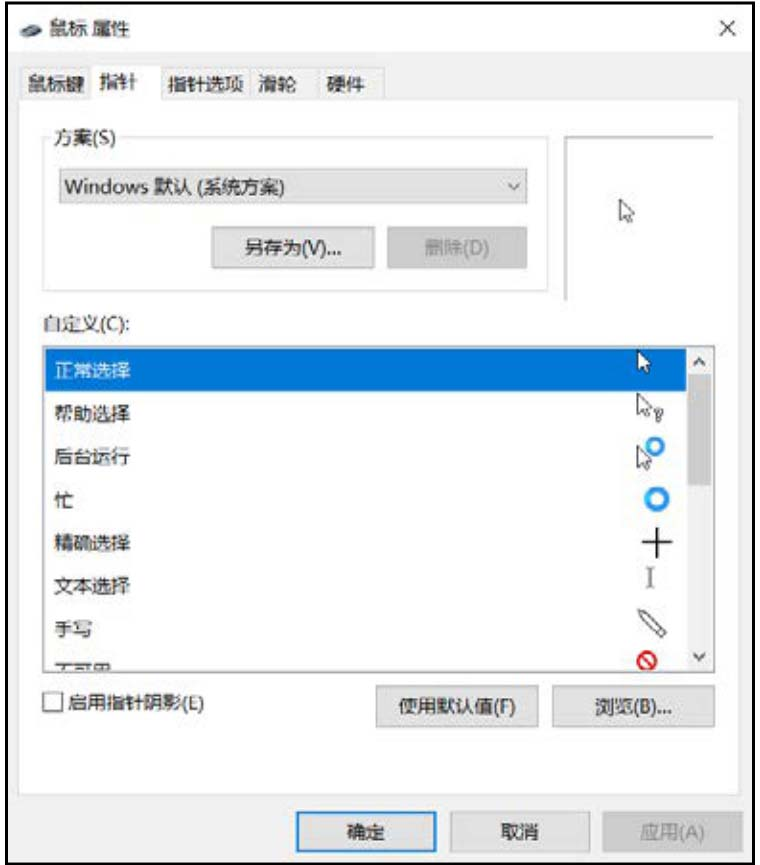 鼠标 属性
鼠标键 指针 指针选项 滑轮 硬件
方案(S)
Windows 默认 (系统方案)
另存为(V)... 删除(D)
自定义(C):
正常选择
帮助选择
后台运行
忙
精确选择
文本选择
手写
不可用
启用指针阴影(E) 使用默认值(F) 浏览(B)...
确定 取消 应用(A)